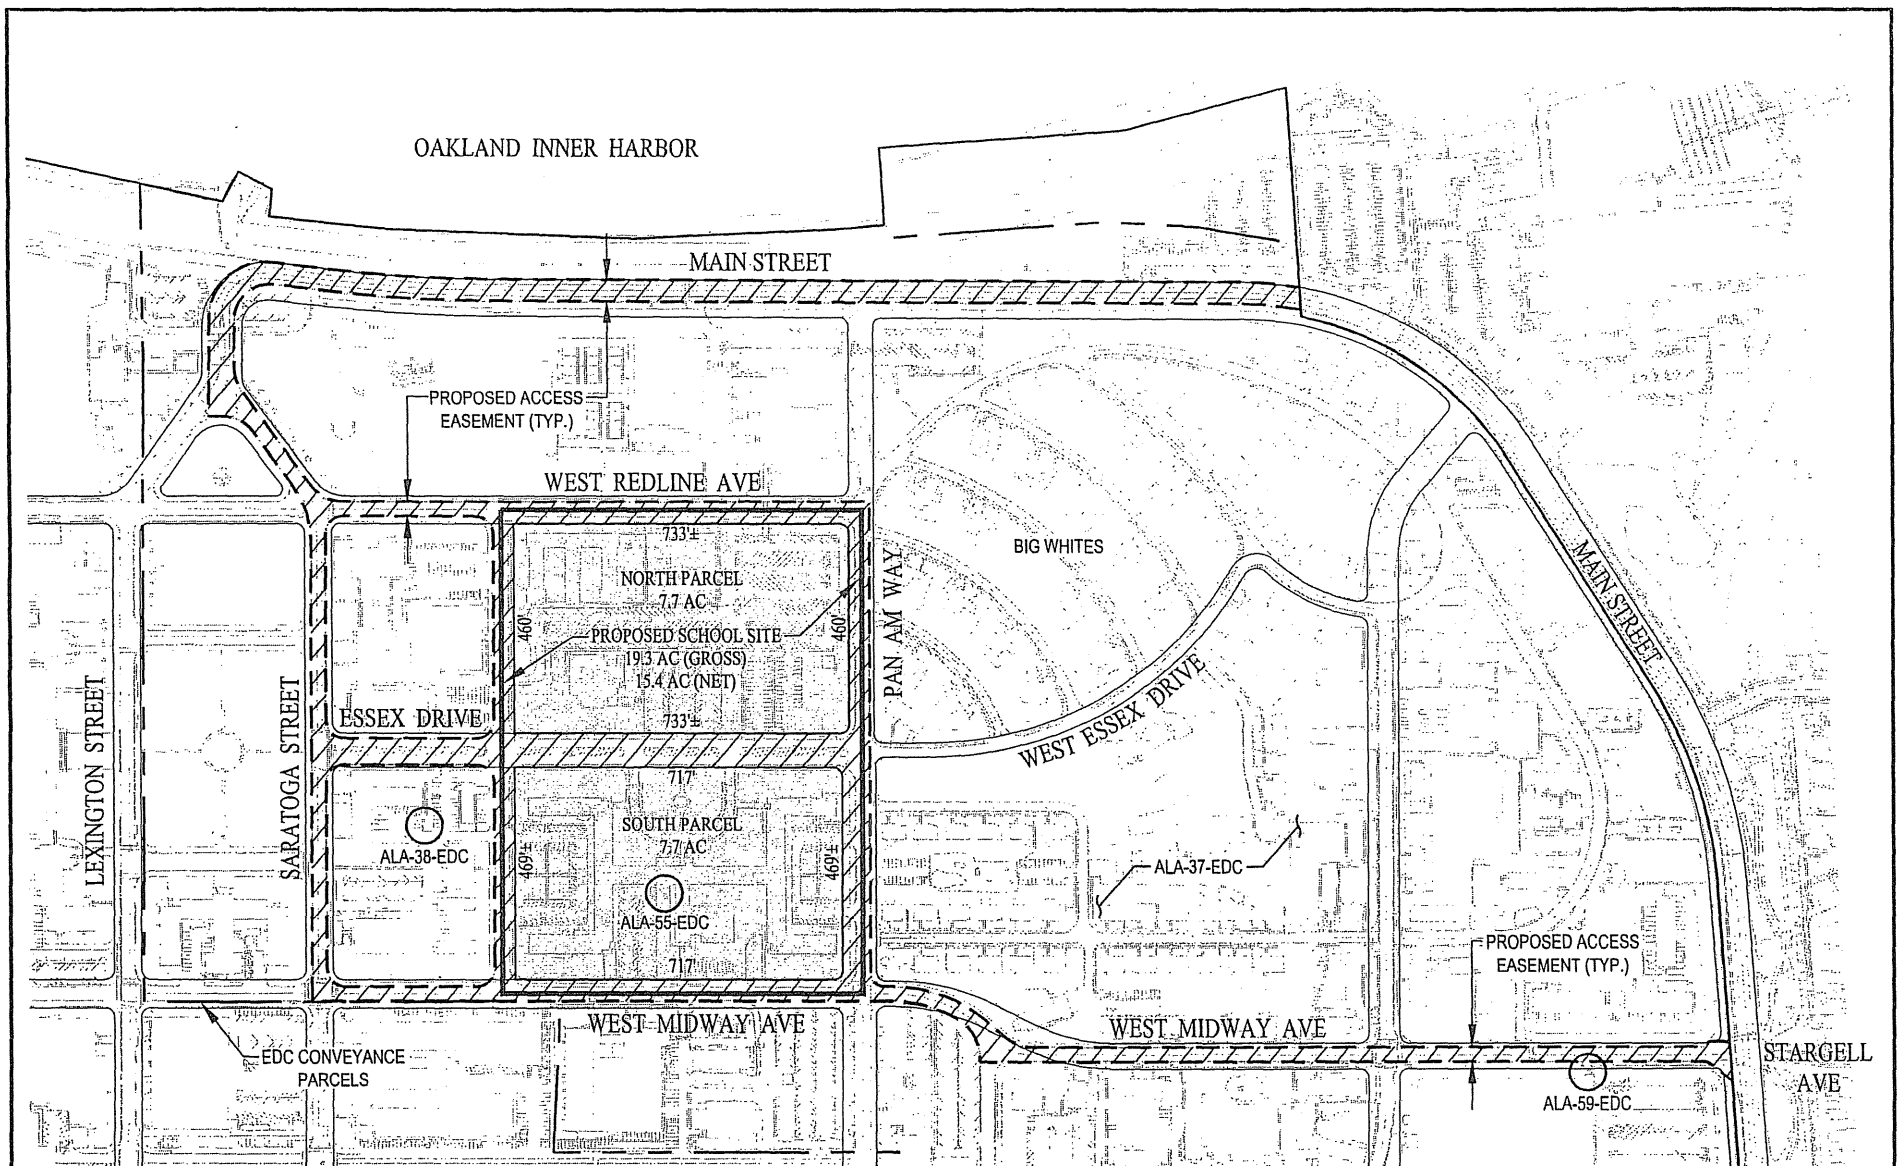 OAKLAND INNER HARBOR
MAIN STREET
PROPOSED ACCESS
EASEMENT (TYP.)
WEST REDLINE AVE
733'±
NORTH PARCEL
7.7 AC
460'
PROPOSED SCHOOL SITE
19.3 AC (GROSS)
15.4 AC (NET)
460'
733'±
PAN AM WAY
BIG WHITES
MAIN STREET
LEXINGTON STREET
SARATOGA STREET
ESSEX DRIVE
WEST ESSEX DRIVE
717'
SOUTH PARCEL
7.7 AC
469'±
469'±
ALA-38-EDC
ALA-55-EDC
717'
ALA-37-EDC
PROPOSED ACCESS
EASEMENT (TYP.)
WEST MIDWAY AVE
WEST MIDWAY AVE
EDC CONVEYANCE
PARCELS
STARGELL
AVE
ALA-59-EDC